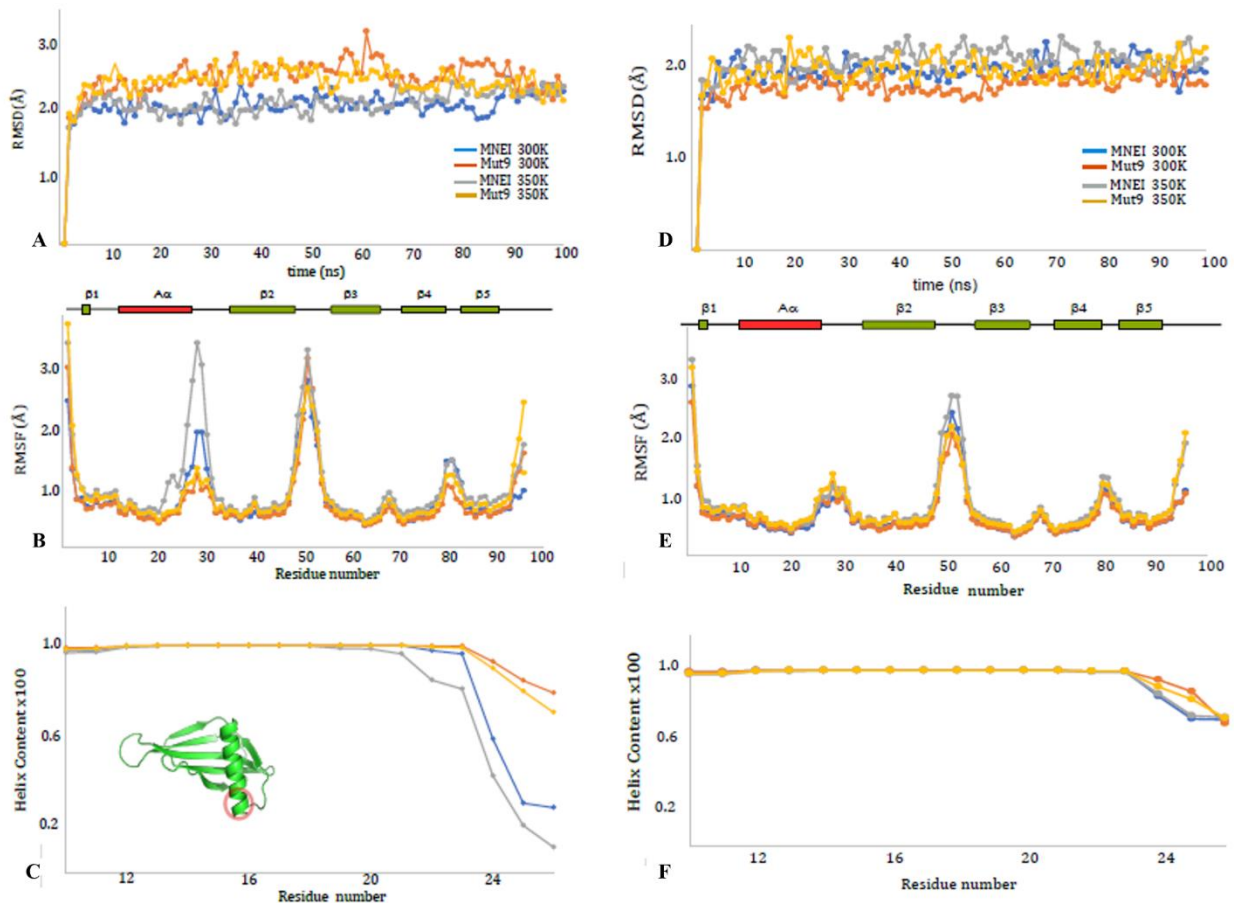 3.0
2.0
1.0
RMSD(Å)
MNEI 300K
Mut9 300K
MNEI 350K
Mut9 350K
A
10 20 30 40 50 60 70 80 90 100
time (ns)
2.0
1.0
RMSD (Å)
MNEI 300K
Mut9 300K
MNEI 350K
Mut9 350K
D
10 20 30 40 50 60 70 80 90 100
time (ns)
β1 Aα β2 β3 β4 β5
3.0
2.0
1.0
RMSF (Å)
B
10 20 30 40 50 60 70 80 90 100
Residue number
β1 Aα β2 β3 β4 β5
3.0
2.0
1.0
RMSF (Å)
E
10 20 30 40 50 60 70 80 90 100
Residue number
1.0
0.6
0.2
Helix Content x100
C
12 16 20 24
Residue number
1.0
0.6
0.2
Helix Content x100
F
12 16 20 24
Residue number